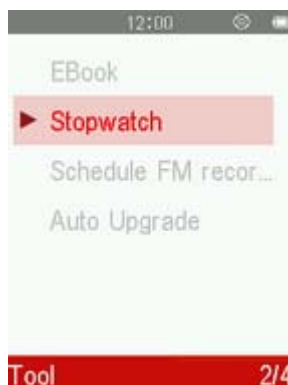 12:00
EBook
Stopwatch
Schedule FM recor...
Auto Upgrade
Tool 2/4